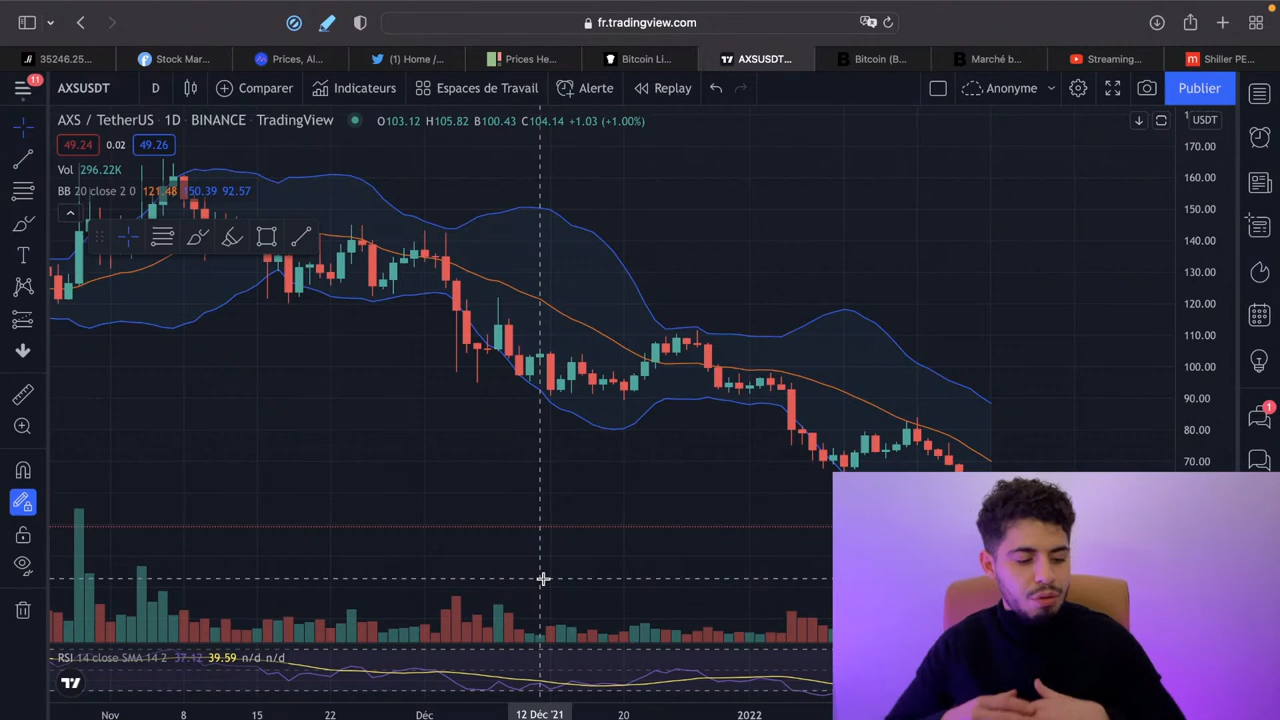 fr.tradingview.com
35246.25...
Stock Mar...
Prices, Al...
(1) Home /...
Prices He...
Bitcoin Li...
AXSUSDT...
Bitcoin (B...
Marché b...
Streaming...
Shiller PE...
11
AXSUSDT
D
Comparer
Indicateurs
Espaces de Travail
Alerte
Replay
Anonyme
Publier
AXS / TetherUS 1D BINANCE TradingView
O103.12 H105.82 B100.43 C104.14 +1.03 (+1.00%)
USDT
49.24 0.02 49.26
Vol 296.22K
BB 20 close 2 0 121.48 150.39 92.57
170.00
160.00
150.00
140.00
130.00
120.00
110.00
100.00
90.00
80.00
70.00
1
RSI 14 close SMA 14 2 37.12 39.59 n/d n/d
Nov 8 15 22 Déc 12 Déc '21 20 2022